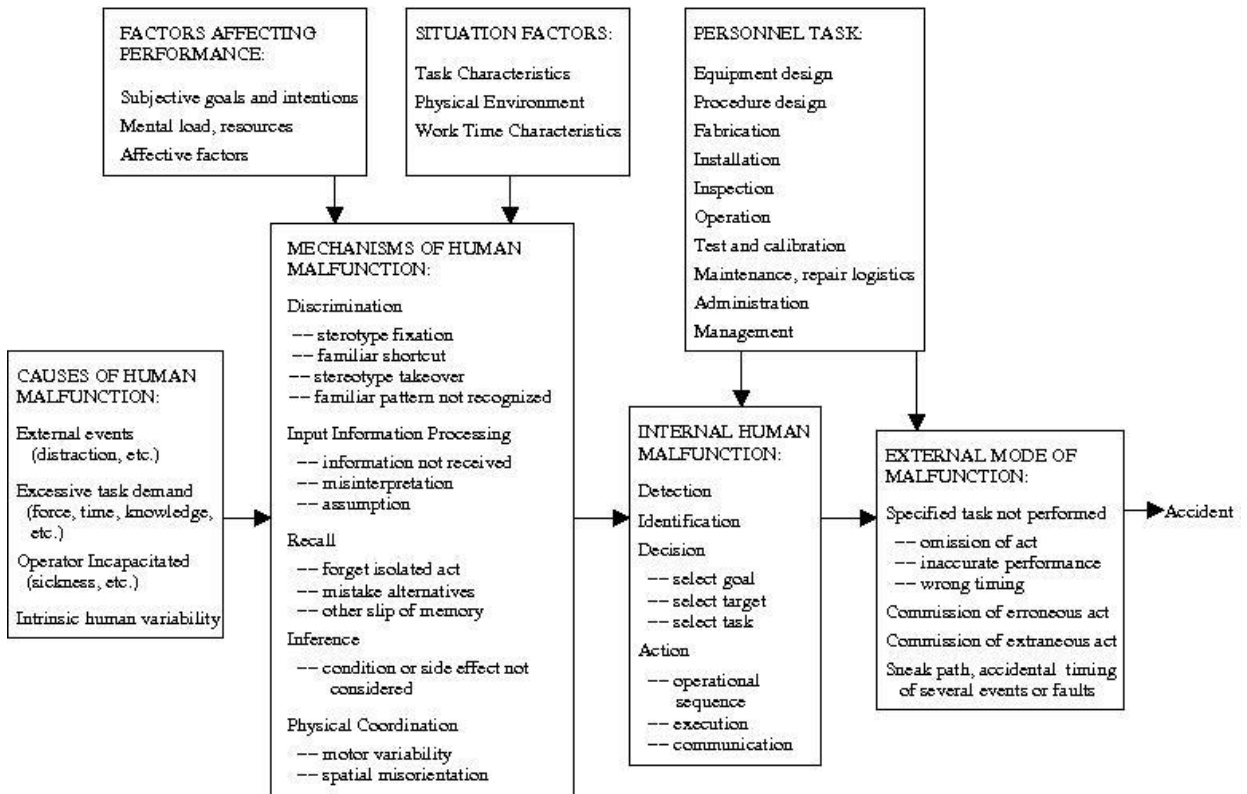 FACTORS AFFECTING
PERFORMANCE:
Subjective goals and intentions
Mental load, resources
Affective factors
SITUATION FACTORS:
Task Characteristics
Physical Environment
Work Time Characteristics
PERSONNEL TASK:
Equipment design
Procedure design
Fabrication
Installation
Inspection
Operation
Test and calibration
Maintenance, repair logistics
Administration
Management
CAUSES OF HUMAN
MALFUNCTION:
External events
(distraction, etc.)
Excessive task demand
(force, time, knowledge,
etc.)
Operator Incapacitated
(sickness, etc.)
Intrinsic human variability
MECHANISMS OF HUMAN
MALFUNCTION:
Discrimination
-- sterotype fixation
-- familiar shortcut
-- stereotype takeover
-- familiar pattern not recognized
Input Information Processing
-- information not received
-- misinterpretation
-- assumption
Recall
-- forget isolated act
-- mistake alternatives
-- other slip of memory
Inference
-- condition or side effect not
considered
Physical Coordination
-- motor variability
-- spatial misorientation
INTERNAL HUMAN
MALFUNCTION:
Detection
Identification
Decision
-- select goal
-- select target
-- select task
Action
-- operational
sequence
-- execution
-- communication
EXTERNAL MODE OF
MALFUNCTION:
Specified task not performed
-- omission of act
-- inaccurate performance
-- wrong timing
Commission of erroneous act
Commission of extraneous act
Sneak path, accidental timing
of several events or faults
Accident